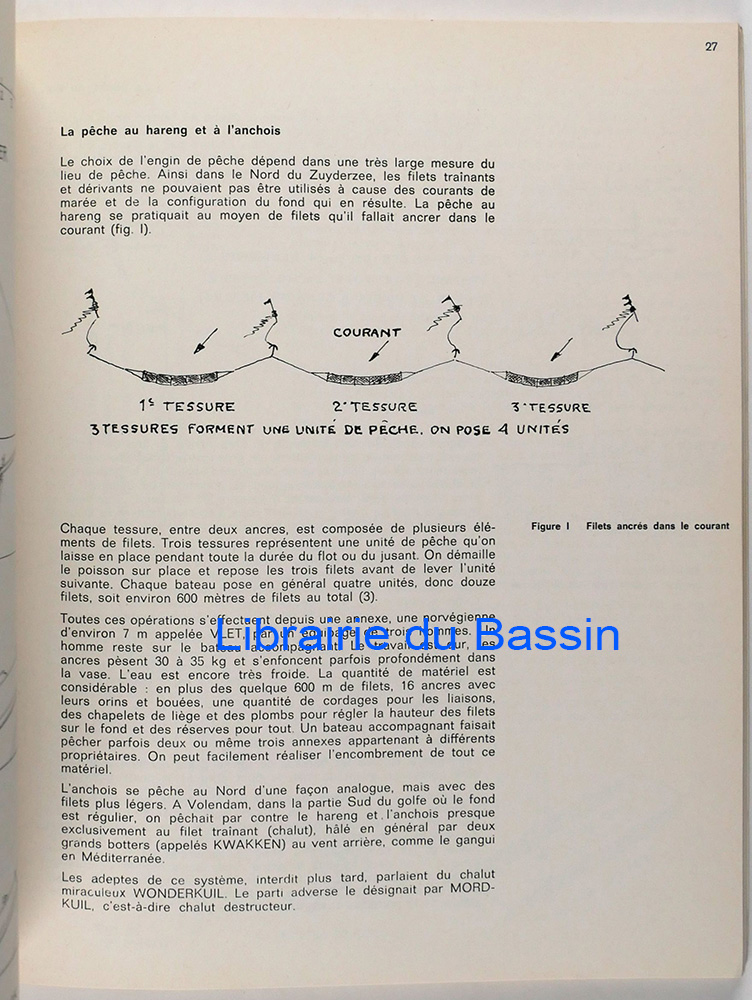 27
La pêche au hareng et à l'anchois
Le choix de l'engin de pêche dépend dans une très large mesure du
lieu de pêche. Ainsi dans le Nord du Zuyderzee, les filets traînants
et dérivants ne pouvaient pas être utilisés à cause des courants de
marée et de la configuration du fond qui en résulte. La pêche au
hareng se pratiquait au moyen de filets qu'il fallait ancrer dans le
courant (fig. I).
COURANT
1e TESSURE
2e TESSURE
3e TESSURE
3 TESSURES FORMENT UNE UNITÉ DE PÊCHE. ON POSE 4 UNITÉS
Chaque tessure, entre deux ancres, est composée de plusieurs élé-
ments de filets. Trois tessures représentent une unité de pêche qu'on
laisse en place pendant toute la durée du flot ou du jusant. On démaille
le poisson sur place et repose les trois filets avant de lever l'unité
suivante. Chaque bateau pose en général quatre unités, donc douze
filets, soit environ 600 mètres de filets au total (3).
Figure I Filets ancrés dans le courant
Toutes ces opérations s'effectuent depuis une annexe, une norvégienne
d'environ 7 m appelée VLET, par un équipage de trois hommes. Un
homme reste sur le bateau accompagnant. Le travail est dur, les
Librairie du Bassin
ancres pèsent 30 à 35 kg et s'enfoncent parfois profondément dans
la vase. L'eau est encore très froide. La quantité de matériel est
considérable : en plus des quelque 600 m de filets, 16 ancres avec
leurs orins et bouées, une quantité de cordages pour les liaisons,
des chapelets de liège et des plombs pour régler la hauteur des filets
sur le fond et des réserves pour tout. Un bateau accompagnant faisait
pêcher parfois deux ou même trois annexes appartenant à différents
propriétaires. On peut facilement réaliser l'encombrement de tout ce
matériel.
L'anchois se pêche au Nord d'une façon analogue, mais avec des
filets plus légers. A Volendam, dans la partie Sud du golfe où le fond
est régulier, on pêchait par contre le hareng et l'anchois presque
exclusivement au filet traînant (chalut), hâlé en général par deux
grands botters (appelés KWAKKEN) au vent arrière, comme le gangui
en Méditerranée.
Les adeptes de ce système, interdit plus tard, parlaient du chalut
miraculeux WONDERKUIL. Le parti adverse le désignait par MORD-
KUIL, c'est-à-dire chalut destructeur.